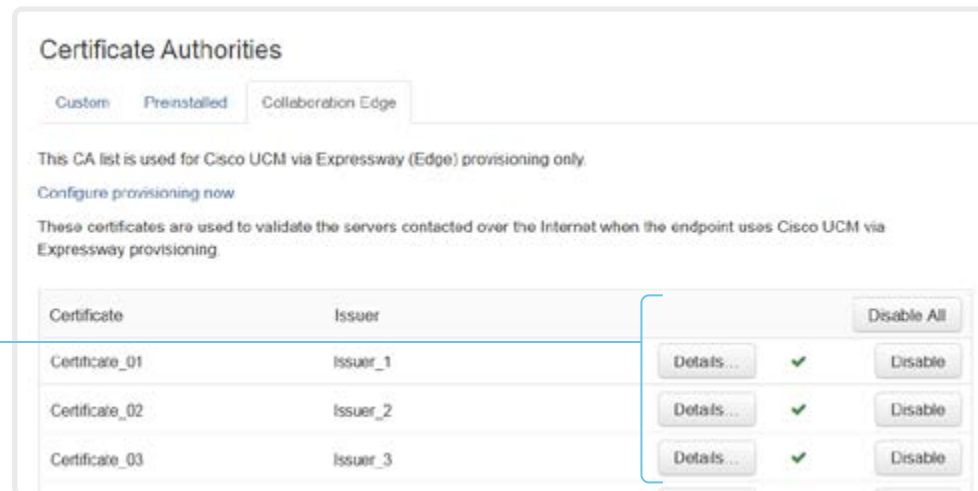 Certificate Authorities
Custom Preinstalled Collaboration Edge
This CA list is used for Cisco UCM via Expressway (Edge) provisioning only.
Configure provisioning now
These certificates are used to validate the servers contacted over the Internet when the endpoint uses Cisco UCM via
Expressway provisioning.
Certificate Issuer Disable All
Certificate_01 Issuer_1 Details... ✔ Disable
Certificate_02 Issuer_2 Details... ✔ Disable
Certificate_03 Issuer_3 Details... ✔ Disable